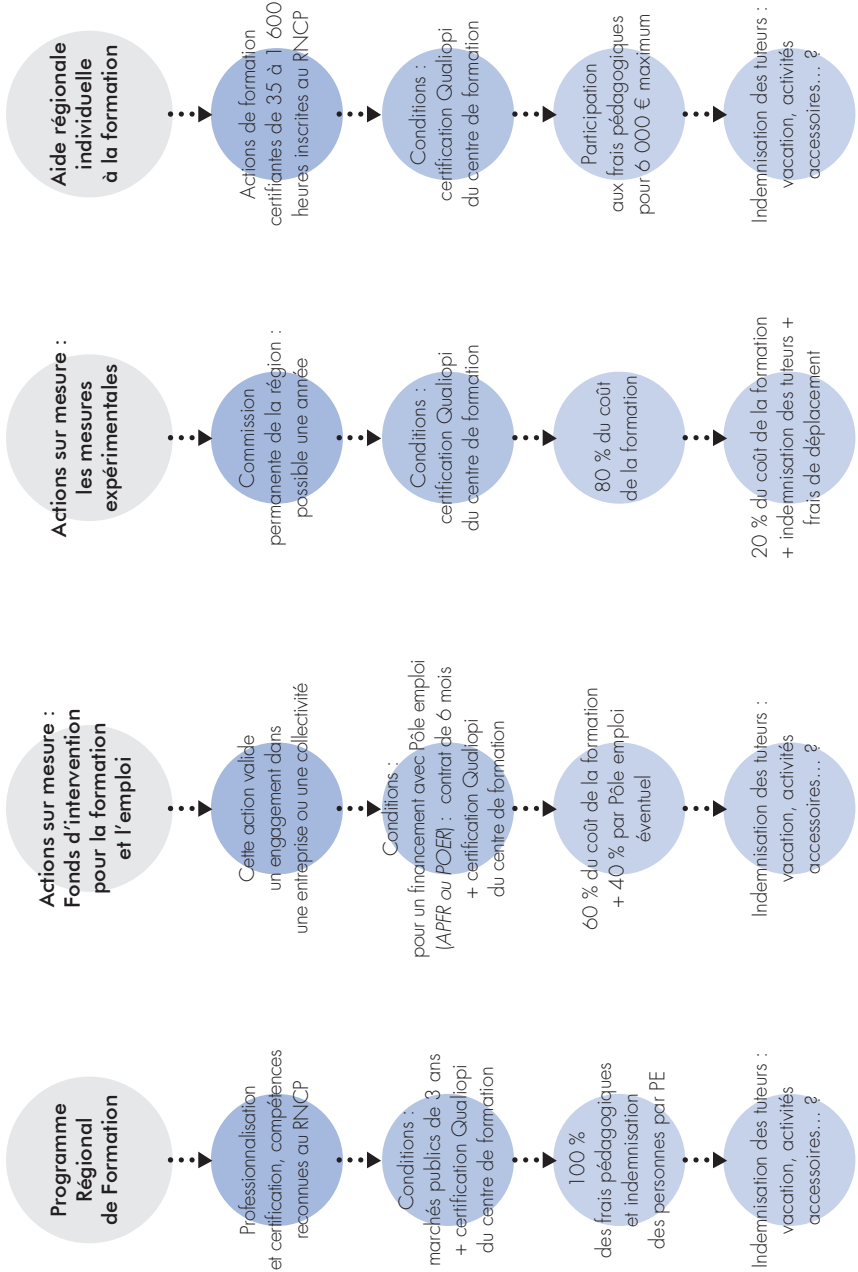 Programme
Régional
de Formation
Professionnalisation
et certification, compétences
reconnues au RNCP
Conditions :
marchés publics de 3 ans
+ certification Qualiopi
du centre de formation
100 %
des frais pédagogiques
et indemnisation
des personnes par PE
Indemnisation des tuteurs :
vacation, activités
accessoires… ?
Actions sur mesure :
Fonds d'intervention
pour la formation
et l'emploi
Cette action valide
un engagement dans
une entreprise ou une collectivité
Conditions :
pour un financement avec Pôle emploi
(APFR ou POER) : contrat de 6 mois
+ certification Qualiopi
du centre de formation
60 % du coût de la formation
+ 40 % par Pôle emploi
éventuel
Indemnisation des tuteurs :
vacation, activités
accessoires… ?
Actions sur mesure :
les mesures
expérimentales
Commission
permanente de la région :
possible une année
Conditions :
certification Qualiopi
du centre de formation
80 % du coût
de la formation
20 % du coût de la formation
+ indemnisation des tuteurs +
frais de déplacement
Aide régionale
individuelle
à la formation
Actions de formation
certifiantes de 35 à 1 600
heures inscrites au RNCP
Conditions :
certification Qualiopi
du centre de formation
Participation
aux frais pédagogiques
pour 6 000 € maximum
Indemnisation des tuteurs :
vacation, activités
accessoires… ?